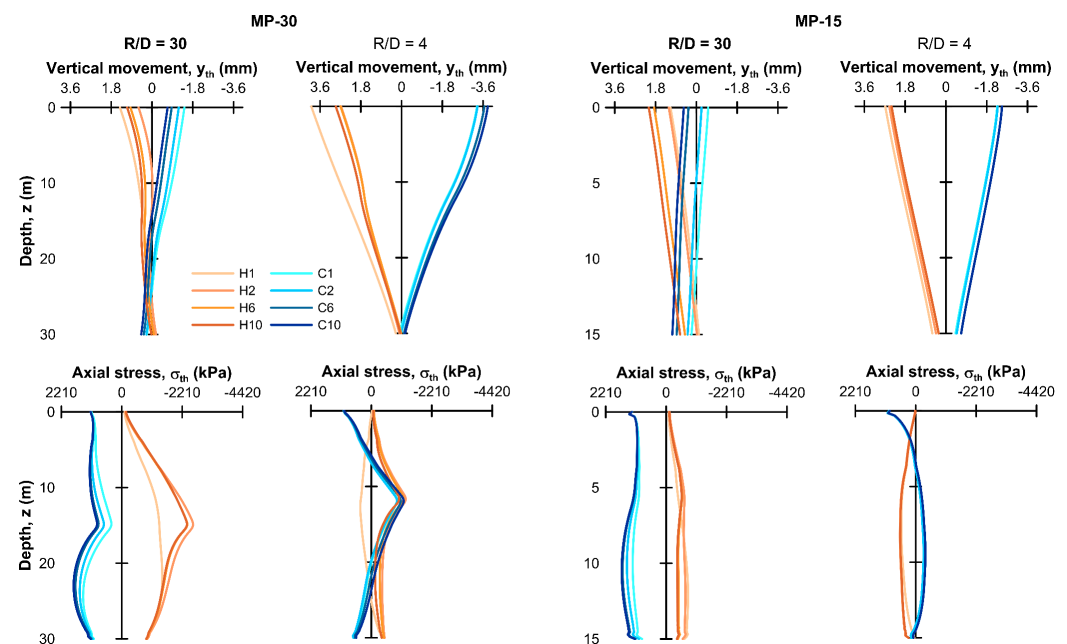 MP-30
MP-15
R/D = 30
R/D = 4
R/D = 30
R/D = 4
Vertical movement, yth (mm)
Vertical movement, yth (mm)
Vertical movement, yth (mm)
Vertical movement, yth (mm)
3.6 1.8 0 -1.8 -3.6
3.6 1.8 0 -1.8 -3.6
3.6 1.8 0 -1.8 -3.6
3.6 1.8 0 -1.8 -3.6
Depth, z (m)
0
10
20
30
0
5
10
15
H1 C1
H2 C2
H6 C6
H10 C10
Axial stress, σth (kPa)
Axial stress, σth (kPa)
Axial stress, σth (kPa)
Axial stress, σth (kPa)
2210 0 -2210 -4420
2210 0 -2210 -4420
2210 0 -2210 -4420
2210 0 -2210 -4420
Depth, z (m)
0
10
20
30
0
5
10
15